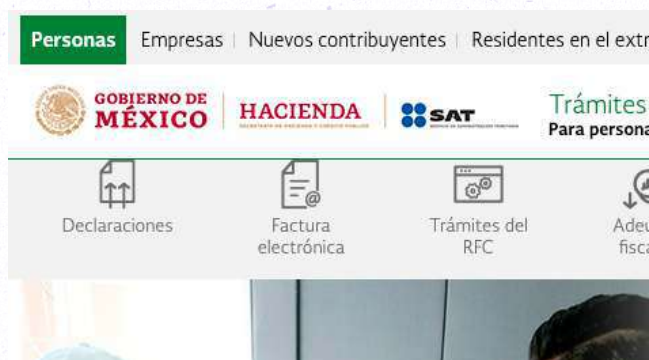 Personas Empresas | Nuevos contribuyentes | Residentes en el extr
GOBIERNO DE
MÉXICO
HACIENDA
SAT
Trámites
Para persona
Declaraciones
Factura
electrónica
Trámites del
RFC
Adeu
fisca